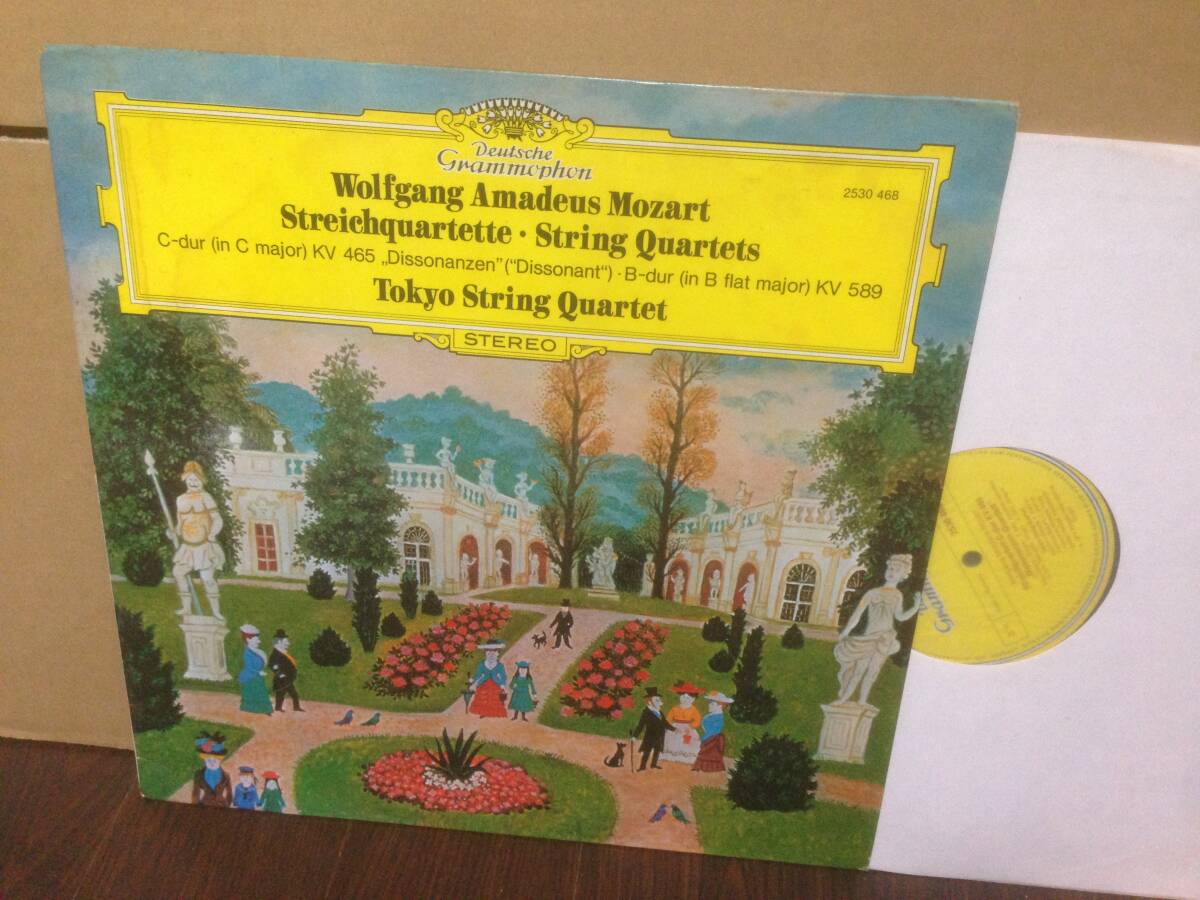 Deutsche
Grammophon
2530 468
Wolfgang Amadeus Mozart
Streichquartette · String Quartets
C-dur (in C major) KV 465 „Dissonanzen” (“Dissonant“) · B-dur (in B flat major) KV 589
Tokyo String Quartet
STEREO